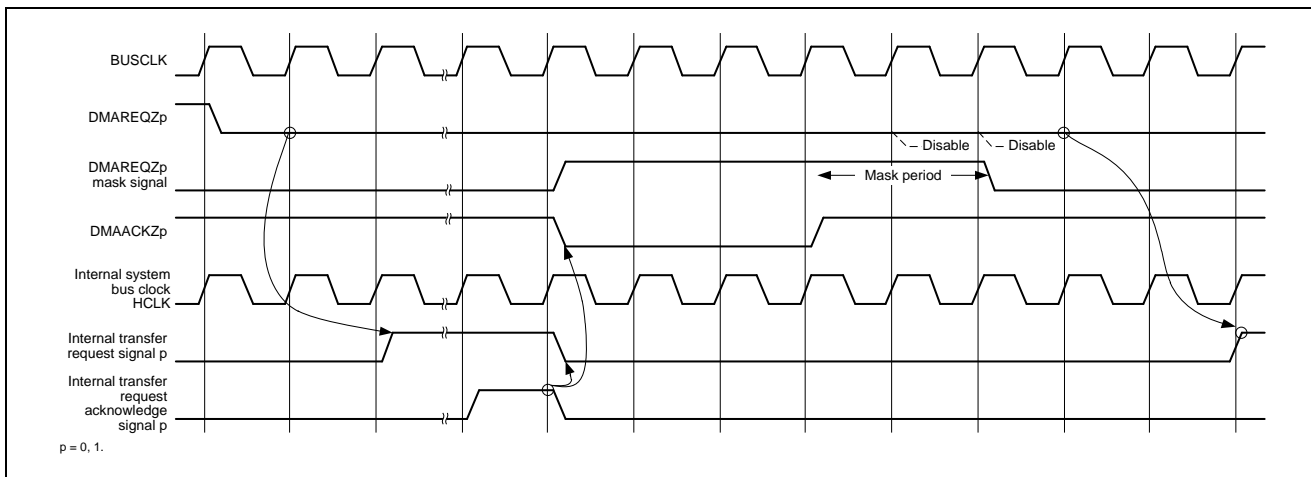 BUSCLK
DMAREQZp
Disable
Disable
DMAREQZp
mask signal
Mask period
DMAACKZp
Internal system
bus clock
HCLK
Internal transfer
request signal p
Internal transfer
request
acknowledge
signal p
p = 0, 1.